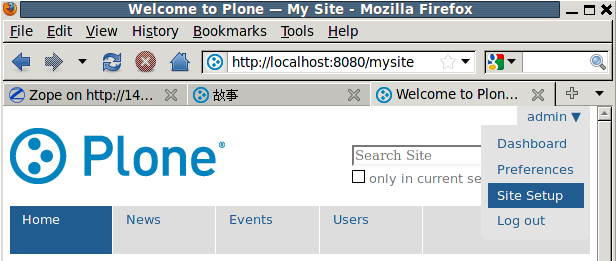 Welcome to Plone — My Site - Mozilla Firefox
File Edit View History Bookmarks Tools Help
http://localhost:8080/mysite
Zope on http://14... 故事 Welcome to Plon...
admin ▼
Plone®
Search Site
only in current se
Dashboard
Preferences
Site Setup
Log out
Home News Events Users